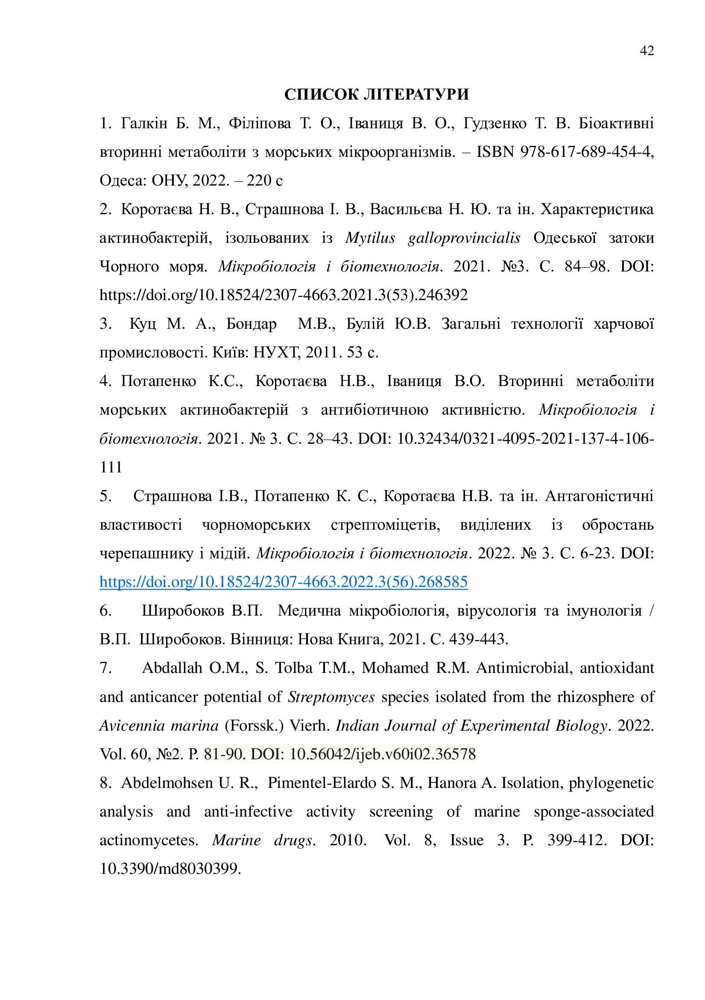 42
СПИСОК ЛІТЕРАТУРИ
1. Галкін Б. М., Філіпова Т. О., Іваниця В. О., Гудзенко Т. В. Біоактивні
вторинні метаболіти з морських мікроорганізмів. – ISBN 978-617-689-454-4,
Одеса: ОНУ, 2022. – 220 с
2. Коротаєва Н. В., Страшнова І. В., Васильєва Н. Ю. та ін. Характеристика
актинобактерій, ізольованих із Mytilus galloprovincialis Одеської затоки
Чорного моря. Мікробіологія і біотехнологія. 2021. №3. С. 84–98. DOI:
https://doi.org/10.18524/2307-4663.2021.3(53).246392
3. Куц М. А., Бондар М.В., Булій Ю.В. Загальні технології харчової
промисловості. Київ: НУХТ, 2011. 53 с.
4. Потапенко К.С., Коротаєва Н.В., Іваниця В.О. Вторинні метаболіти
морських актинобактерій з антибіотичною активністю. Мікробіологія і
біотехнологія. 2021. № 3. С. 28–43. DOI: 10.32434/0321-4095-2021-137-4-106-
111
5. Страшнова І.В., Потапенко К. С., Коротаєва Н.В. та ін. Антагоністичні
властивості чорноморських стрептоміцетів, виділених із обростань
черепашнику і мідій. Мікробіологія і біотехнологія. 2022. № 3. С. 6-23. DOI:
https://doi.org/10.18524/2307-4663.2022.3(56).268585
6. Широбоков В.П. Медична мікробіологія, вірусологія та імунологія /
В.П. Широбоков. Вінниця: Нова Книга, 2021. С. 439-443.
7. Abdallah O.M., S. Tolba T.M., Mohamed R.M. Antimicrobial, antioxidant
and anticancer potential of Streptomyces species isolated from the rhizosphere of
Avicennia marina (Forssk.) Vierh. Indian Journal of Experimental Biology. 2022.
Vol. 60, №2. P. 81-90. DOI: 10.56042/ijeb.v60i02.36578
8. Abdelmohsen U. R., Pimentel-Elardo S. M., Hanora A. Isolation, phylogenetic
analysis and anti-infective activity screening of marine sponge-associated
actinomycetes. Marine drugs. 2010. Vol. 8, Issue 3. P. 399-412. DOI:
10.3390/md8030399.